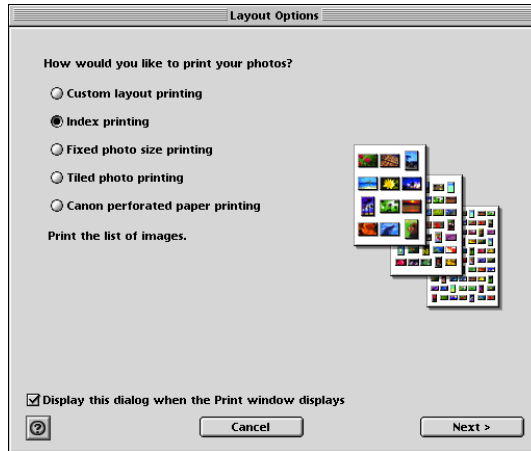 Layout Options
How would you like to print your photos?
Custom layout printing
Index printing
Fixed photo size printing
Tiled photo printing
Canon perforated paper printing
Print the list of images.
Display this dialog when the Print window displays
?
Cancel
Next >